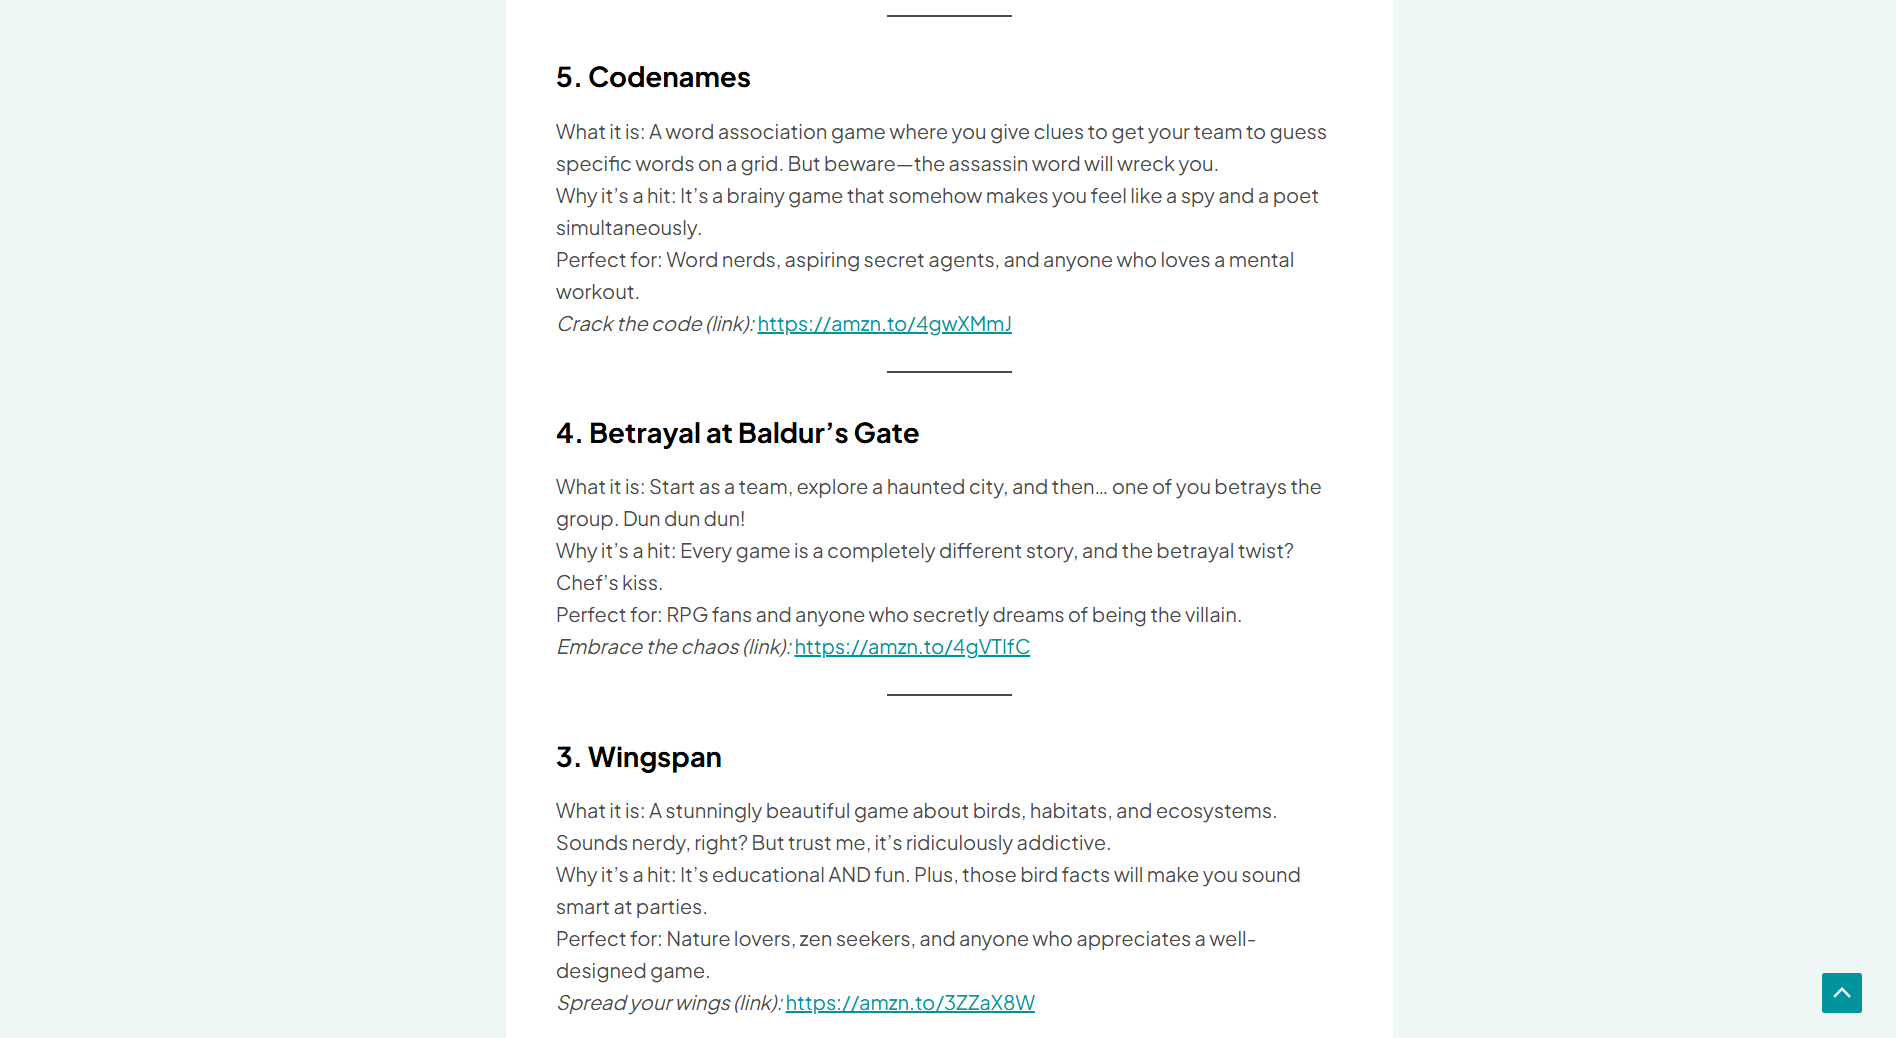 5. Codenames
What it is: A word association game where you give clues to get your team to guess
specific words on a grid. But beware—the assassin word will wreck you.
Why it’s a hit: It’s a brainy game that somehow makes you feel like a spy and a poet
simultaneously.
Perfect for: Word nerds, aspiring secret agents, and anyone who loves a mental
workout.
Crack the code (link): https://amzn.to/4gwXMmJ
4. Betrayal at Baldur’s Gate
What it is: Start as a team, explore a haunted city, and then… one of you betrays the
group. Dun dun dun!
Why it’s a hit: Every game is a completely different story, and the betrayal twist?
Chef’s kiss.
Perfect for: RPG fans and anyone who secretly dreams of being the villain.
Embrace the chaos (link): https://amzn.to/4gVTlfC
3. Wingspan
What it is: A stunningly beautiful game about birds, habitats, and ecosystems.
Sounds nerdy, right? But trust me, it’s ridiculously addictive.
Why it’s a hit: It’s educational AND fun. Plus, those bird facts will make you sound
smart at parties.
Perfect for: Nature lovers, zen seekers, and anyone who appreciates a well-
designed game.
Spread your wings (link): https://amzn.to/3ZZaX8W